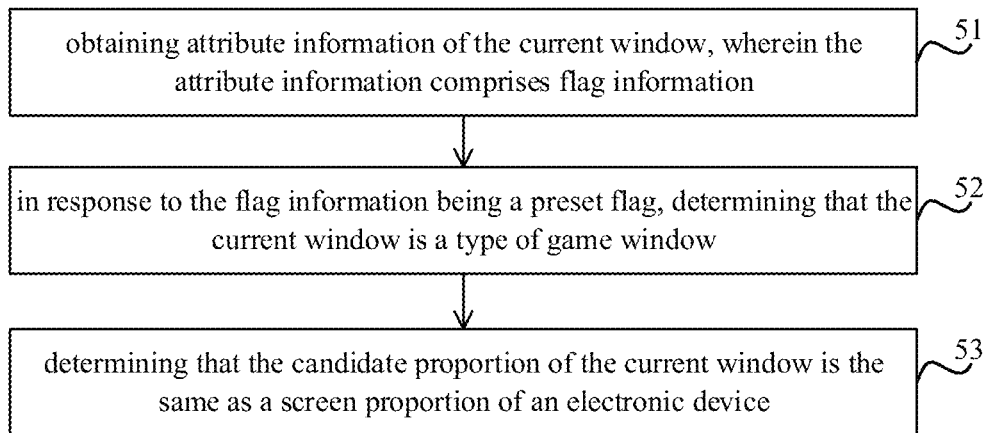 obtaining attribute information of the current window, wherein the
attribute information comprises flag information
51
in response to the flag information being a preset flag, determining that the
current window is a type of game window
52
determining that the candidate proportion of the current window is the
same as a screen proportion of an electronic device
53